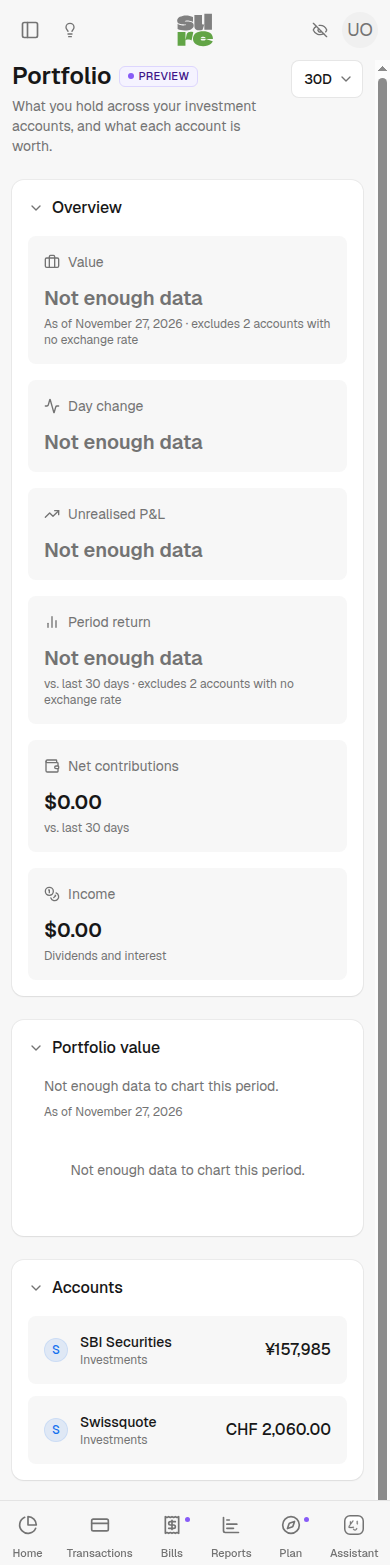 sure
UO
Portfolio
PREVIEW
30D
What you hold across your investment
accounts, and what each account is
worth.
Overview
Value
Not enough data
As of November 27, 2026 · excludes 2 accounts with
no exchange rate
Day change
Not enough data
Unrealised P&L
Not enough data
Period return
Not enough data
vs. last 30 days · excludes 2 accounts with no
exchange rate
Net contributions
$0.00
vs. last 30 days
Income
$0.00
Dividends and interest
Portfolio value
Not enough data to chart this period.
As of November 27, 2026
Not enough data to chart this period.
Accounts
S
SBI Securities
Investments
¥157,985
S
Swissquote
Investments
CHF 2,060.00
Home
Transactions
Bills
Reports
Plan
Assistant